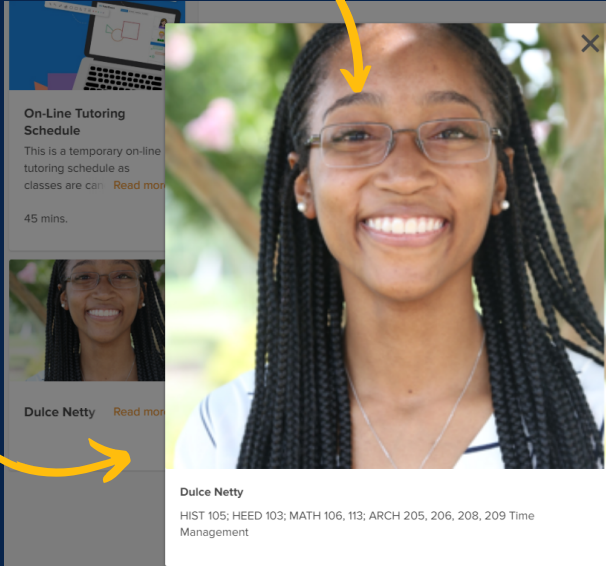 On-Line Tutoring
Schedule
This is a temporary on-line
tutoring schedule as
classes are can Read mor
45 mins.
Dulce Netty Read mor
Dulce Netty
HIST 105; HEED 103; MATH 106, 113; ARCH 205, 206, 208, 209 Time
Management